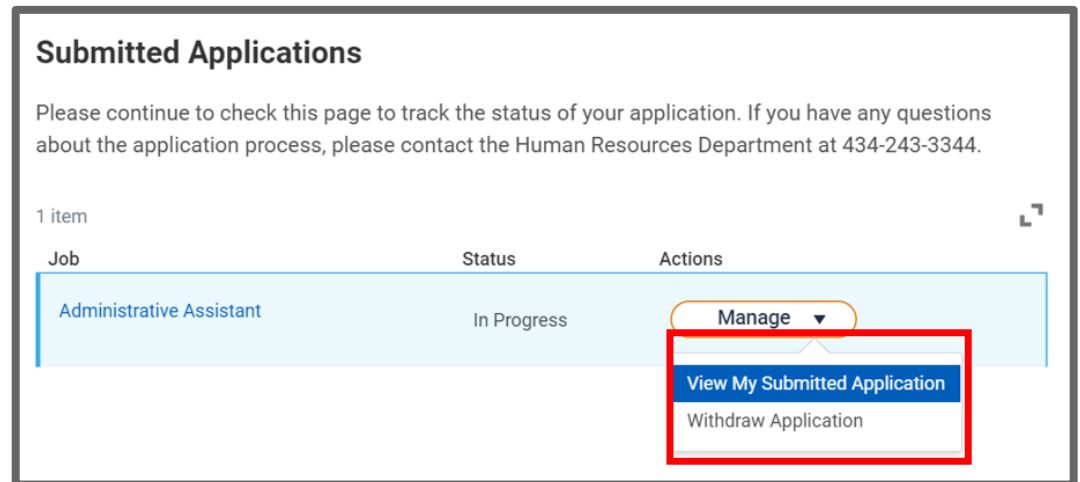 Submitted Applications
Please continue to check this page to track the status of your application. If you have any questions
about the application process, please contact the Human Resources Department at 434-243-3344.
1 item
Job Status Actions
Administrative Assistant In Progress Manage
View My Submitted Application
Withdraw Application